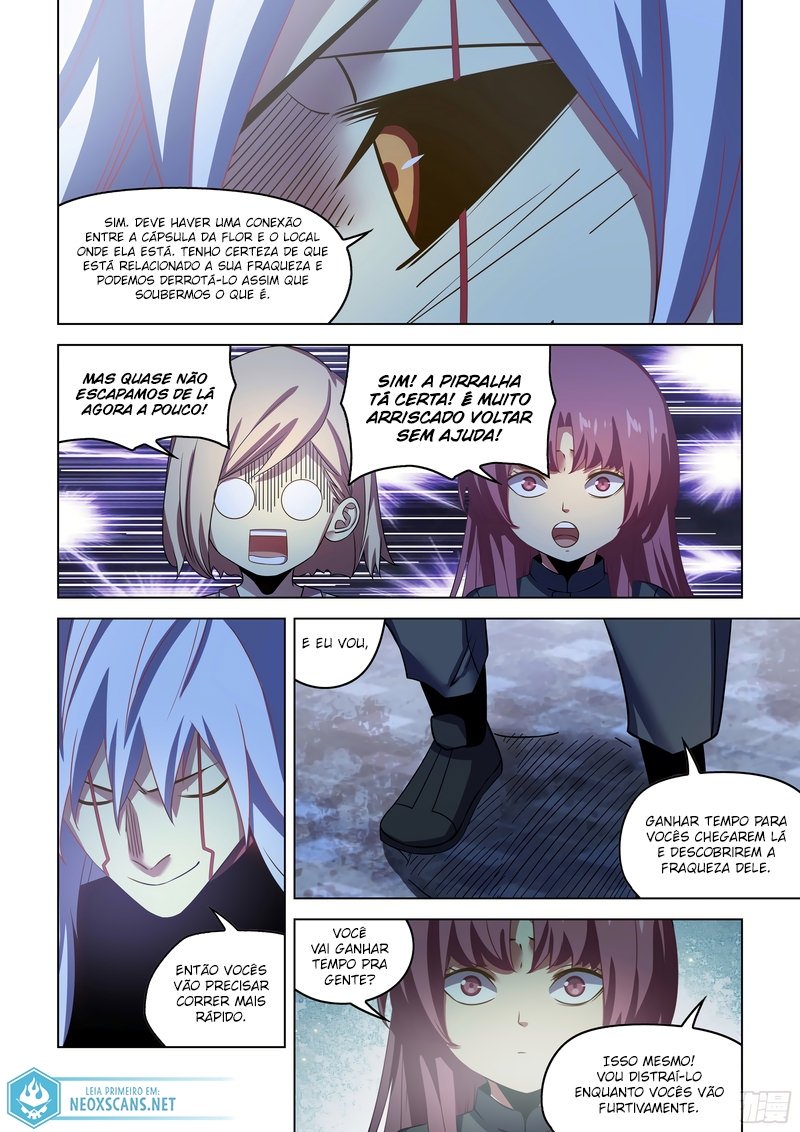 SIM. DEVE HAVER UMA CONEXÃO
ENTRE A CÁPSULA DA FLOR E O LOCAL
ONDE ELA ESTÁ. TENHO CERTEZA DE QUE
ESTÁ RELACIONADO A SUA FRAQUEZA E
PODEMOS DERROTÁ-LO ASSIM QUE
SOUBERMOS O QUE É.
MAS QUASE NÃO
ESCAPAMOS DE LÁ
AGORA A POUCO!
SIM! A PIRRALHA
TÁ CERTA! É MUITO
ARRISCADO VOLTAR
SEM AJUDA!
ENTÃO VOCÊS
VÃO PRECISAR
CORRER MAIS
RÁPIDO.
E EU VOU,
GANHAR TEMPO PARA
VOCÊS CHEGAREM LÁ
E DESCOBRIREM A
FRAQUEZA DELE.
VOCÊ
VAI GANHAR
TEMPO PRA
GENTE?
ISSO MESMO!
VOU DISTRAÍ-LO
ENQUANTO VOCÊS VÃO
FURTIVAMENTE.
LEIA PRIMEIRO EM:
NEOXSCANS.NET
动漫